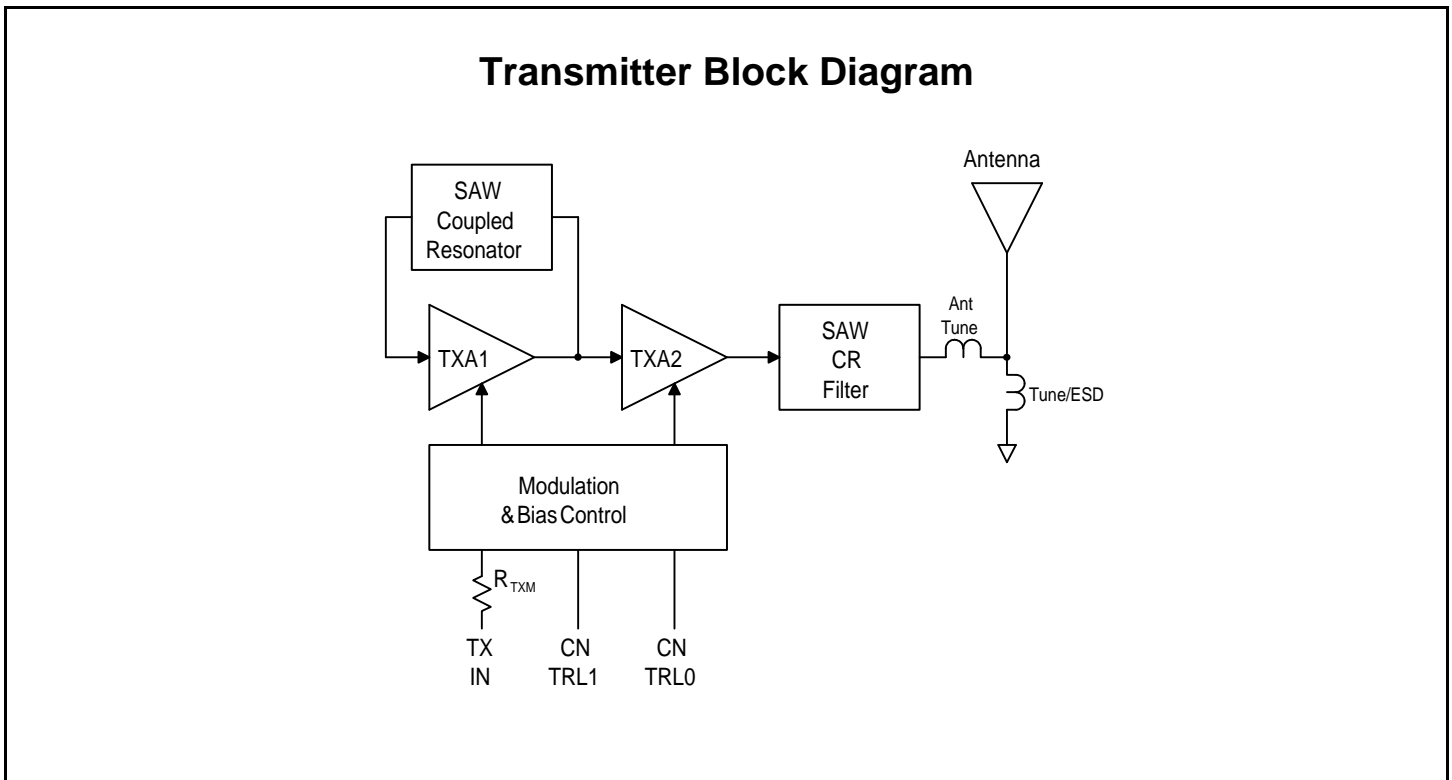 Transmitter Block Diagram
Antenna
SAW
Coupled
Resonator
Ant
Tune
TXA1
TXA2
SAW
CR
Filter
Tune/ESD
Modulation
& Bias Control
RTXM
TX
IN
CN
TRL1
CN
TRL0